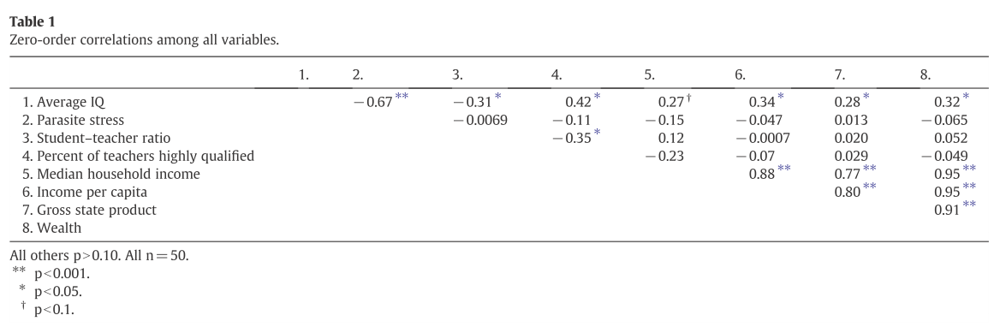 Table 1
Zero-order correlations among all variables.
1. 2. 3. 4. 5. 6. 7. 8.
1. Average IQ −0.67** −0.31* 0.42* 0.27† 0.34* 0.28* 0.32*
2. Parasite stress −0.0069 −0.11 −0.15 −0.047 0.013 −0.065
3. Student–teacher ratio −0.35* 0.12 −0.0007 0.020 0.052
4. Percent of teachers highly qualified −0.23 −0.07 0.029 −0.049
5. Median household income 0.88** 0.77** 0.95**
6. Income per capita 0.80** 0.95**
7. Gross state product 0.91**
8. Wealth
All others p>0.10. All n=50.
** p<0.001.
* p<0.05.
† p<0.1.